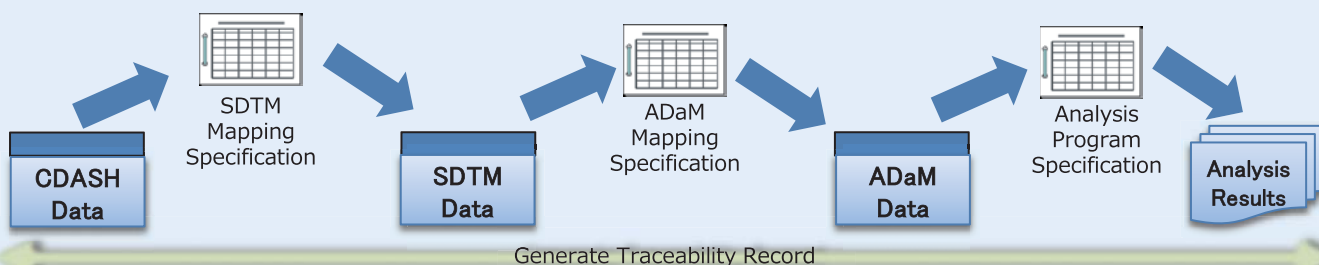 CDASH
Data
SDTM
Mapping
Specification
SDTM
Data
ADaM
Mapping
Specification
ADaM
Data
Analysis
Program
Specification
Analysis
Results
Generate Traceability Record